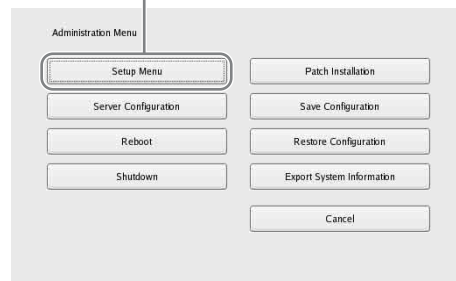 Administration Menu
Setup Menu
Patch Installation
Server Configuration
Save Configuration
Reboot
Restore Configuration
Shutdown
Export System Information
Cancel